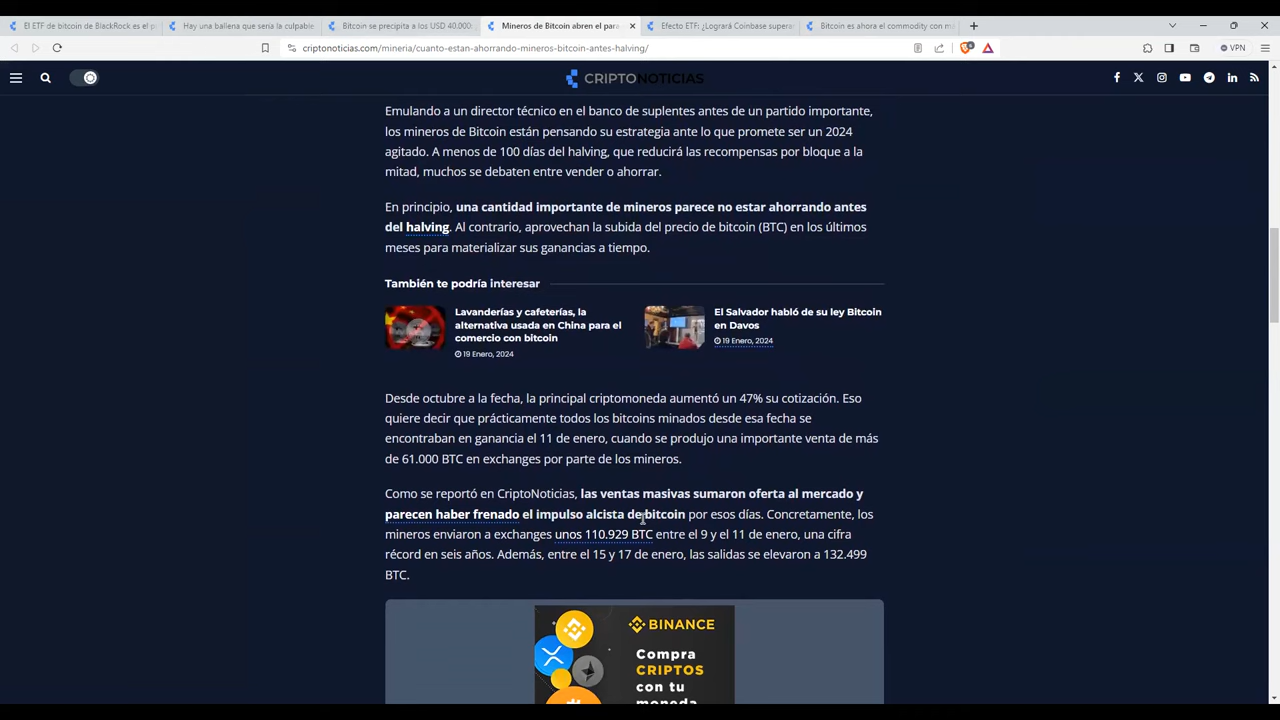 El ETF de bitcoin de BlackRock es el p
Hay una ballena que sería la culpable
Bitcoin se precipita a los USD 40.000:
Mineros de Bitcoin abren el para
Efecto ETF: ¿Logrará Coinbase supera
Bitcoin es ahora el commodity con m
criptonoticias.com/mineria/cuanto-estan-ahorrando-mineros-bitcoin-antes-halving/
VPN
CRIPTONOTICIAS
Emulando a un director técnico en el banco de suplentes antes de un partido importante,
los mineros de Bitcoin están pensando su estrategia ante lo que promete ser un 2024
agitado. A menos de 100 días del halving, que reducirá las recompensas por bloque a la
mitad, muchos se debaten entre vender o ahorrar.
En principio, una cantidad importante de mineros parece no estar ahorrando antes
del halving. Al contrario, aprovechan la subida del precio de bitcoin (BTC) en los últimos
meses para materializar sus ganancias a tiempo.
También te podría interesar
Lavanderías y cafeterías, la
alternativa usada en China para el
comercio con bitcoin
19 Enero, 2024
El Salvador habló de su ley Bitcoin
en Davos
19 Enero, 2024
Desde octubre a la fecha, la principal criptomoneda aumentó un 47% su cotización. Eso
quiere decir que prácticamente todos los bitcoins minados desde esa fecha se
encontraban en ganancia el 11 de enero, cuando se produjo una importante venta de más
de 61.000 BTC en exchanges por parte de los mineros.
Como se reportó en CriptoNoticias, las ventas masivas sumaron oferta al mercado y
parecen haber frenado el impulso alcista de bitcoin por esos días. Concretamente, los
mineros enviaron a exchanges unos 110.929 BTC entre el 9 y el 11 de enero, una cifra
récord en seis años. Además, entre el 15 y 17 de enero, las salidas se elevaron a 132.499
BTC.
BINANCE
Compra
CRIPTOS
con tu
moneda